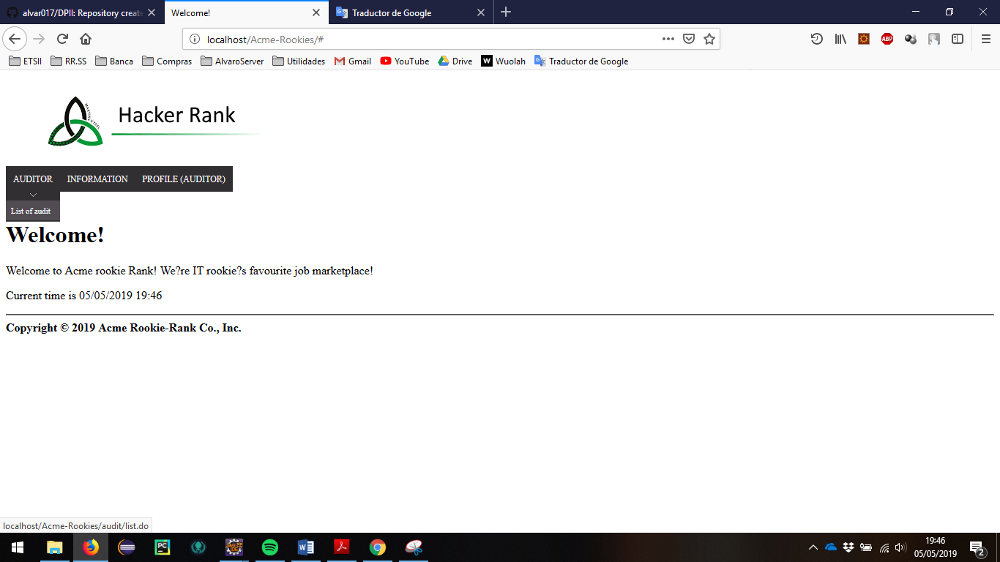 alvar017/DPII: Repository create
Welcome!
Traductor de Google
localhost/Acme-Rookies/#
ETSII
RR.SS
Banca
Compras
AlvaroServer
Utilidades
Gmail
YouTube
Drive
W Wuolah
Traductor de Google
ABP
Hacker Rank
AUDITOR
INFORMATION
PROFILE (AUDITOR)
List of audit
Welcome!
Welcome to Acme rookie Rank! We?re IT rookie?s favourite job marketplace!
Current time is 05/05/2019 19:46
Copyright © 2019 Acme Rookie-Rank Co., Inc.
localhost/Acme-Rookies/audit/list.do
PC
19:46
05/05/2019
2